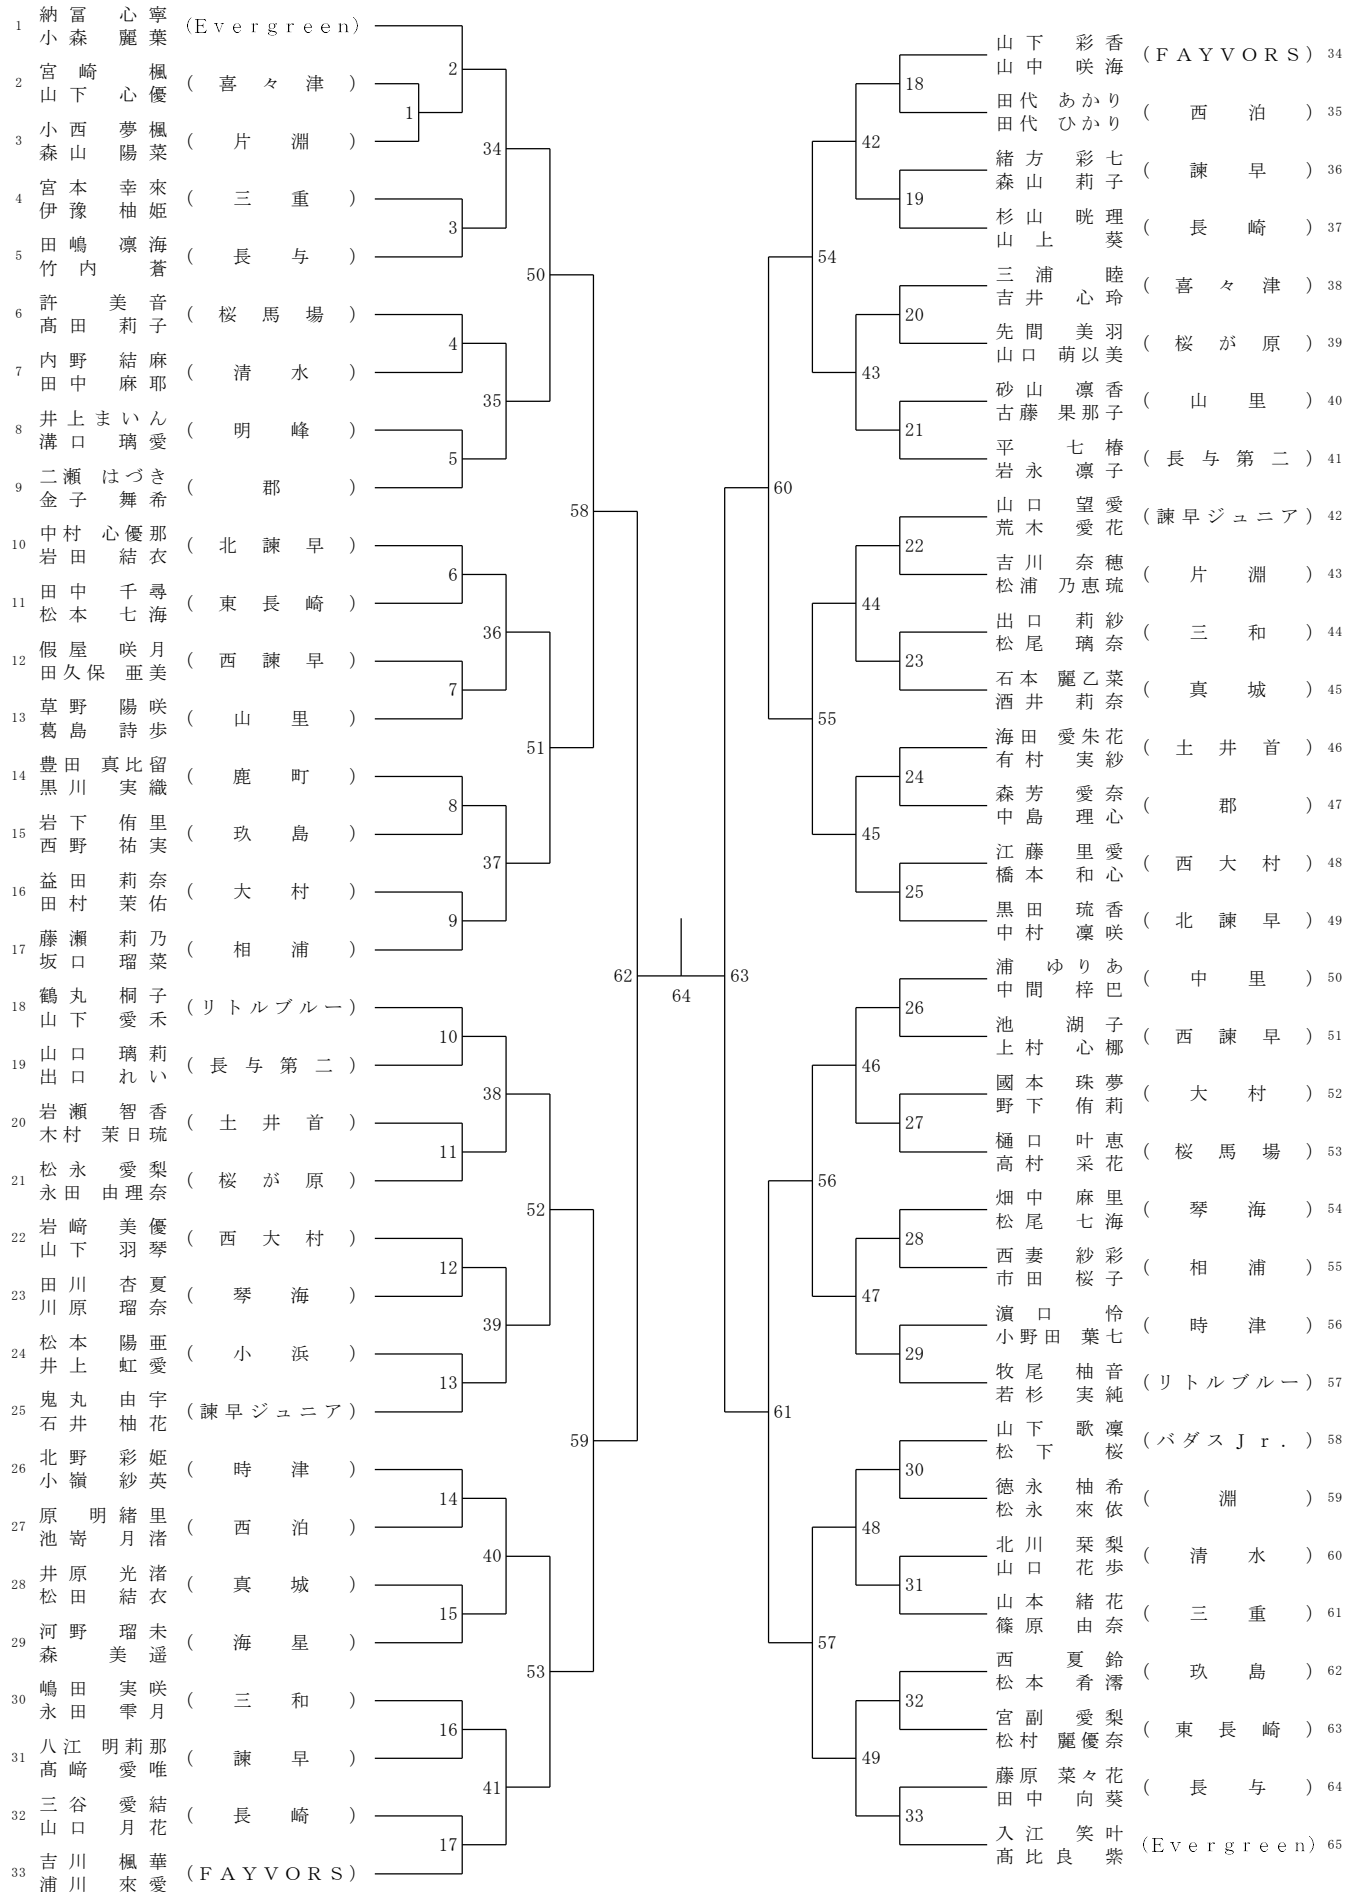 1 納冨 心寧 (Evergreen)
小森 麗葉
2 宮崎 楓 (喜々津)
山下 心優
3 小西 夢楓 (片淵)
森山 陽菜
4 宮本 幸來 (三重)
伊豫 柚姫
5 田嶋 凛海 (長与)
竹内 蒼
6 許 美音 (桜馬場)
髙田 莉子
7 内野 結麻 (清水)
田中 麻耶
8 井上まいん (明峰)
溝口 璃愛
9 二瀬 はづき (郡)
金子 舞希
10 中村 心優那 (北諫早)
岩田 結衣
11 田中 千尋 (東長崎)
松本 七海
12 假屋 咲月 (西諫早)
田久保 亜美
13 草野 陽咲 (山里)
葛島 詩歩
14 豊田 真比留 (鹿町)
黒川 実織
15 岩下 侑里 (玖島)
西野 祐実
16 益田 莉奈 (大村)
田村 茉佑
17 藤瀬 莉乃 (相浦)
坂口 瑠菜
18 鶴丸 桐子 (リトルブルー)
山下 愛禾
19 山口 璃莉 (長与第二)
出口 れい
20 岩瀬 智香 (土井首)
木村 茉日琉
21 松永 愛梨 (桜が原)
永田 由理奈
22 岩﨑 美優 (西大村)
山下 羽琴
23 田川 杏夏 (琴海)
川原 瑠奈
24 松本 陽亜 (小浜)
井上 虹愛
25 鬼丸 由宇 (諫早ジュニア)
石井 柚花
26 北野 彩姫 (時津)
小嶺 紗英
27 原 明緒里 (西泊)
池嵜 月渚
28 井原 光渚 (真城)
松田 結衣
29 河野 瑠未 (海星)
森 美遥
30 嶋田 実咲 (三和)
永田 雫月
31 八江 明莉那 (諫早)
髙﨑 愛唯
32 三谷 愛結 (長崎)
山口 月花
33 吉川 楓華 (FAYVORS)
浦川 來愛
2
1
34
3
50
4
35
5
58
6
36
7
51
8
37
9
62
10
38
11
52
12
39
13
59
14
40
15
53
16
41
17
64
63
18
42
19
54
20
43
21
60
22
44
23
55
24
45
25
26
46
27
56
28
47
29
61
30
48
31
57
32
49
33
山下 彩香 (FAYVORS) 34
山中 咲海
田代 あかり (西泊) 35
田代 ひかり
緒方 彩七 (諫早) 36
森山 莉子
杉山 晄理 (長崎) 37
山上 葵
三浦 睦 (喜々津) 38
吉井 心玲
先間 美羽 (桜が原) 39
山口 萌以美
砂山 凛香 (山里) 40
古藤 果那子
平 七椿 (長与第二) 41
岩永 凛子
山口 望愛 (諫早ジュニア) 42
荒木 愛花
吉川 奈穂 (片淵) 43
松浦 乃恵琉
出口 莉紗 (三和) 44
松尾 璃奈
石本 麗乙菜 (真城) 45
酒井 莉奈
海田 愛朱花 (土井首) 46
有村 実紗
森芳 愛奈 (郡) 47
中島 理心
江藤 里愛 (西大村) 48
橋本 和心
黒田 琉香 (北諫早) 49
中村 凜咲
浦 ゆりあ (中里) 50
中間 梓巴
池 湖子 (西諫早) 51
上村 心梛
國本 珠夢 (大村) 52
野下 侑莉
樋口 叶恵 (桜馬場) 53
高村 采花
畑中 麻里 (琴海) 54
松尾 七海
西妻 紗彩 (相浦) 55
市田 桜子
濵口 怜 (時津) 56
小野田 葉七
牧尾 柚音 (リトルブルー) 57
若杉 実純
山下 歌凜 (バダスJr.) 58
松下 桜
徳永 柚希 (淵) 59
松永 來依
北川 栞梨 (清水) 60
山口 花歩
山本 緒花 (三重) 61
篠原 由奈
西 夏鈴 (玖島) 62
松本 肴澪
宮副 愛梨 (東長崎) 63
松村 麗優奈
藤原 菜々花 (長与) 64
田中 向葵
入江 笑叶 (Evergreen) 65
髙比良 紫